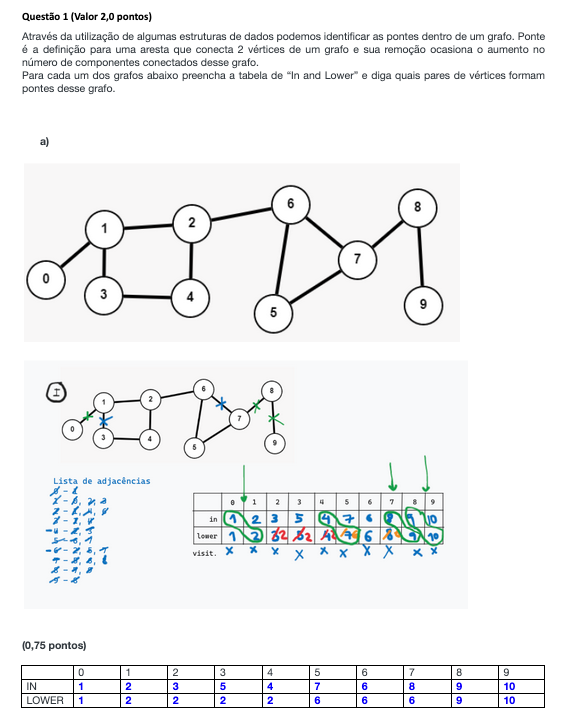 Questão 1 (Valor 2,0 pontos)
Através da utilização de algumas estruturas de dados podemos identificar as pontes dentro de um grafo. Ponte
é a definição para uma aresta que conecta 2 vértices de um grafo e sua remoção ocasiona o aumento no
número de componentes conectados desse grafo.
Para cada um dos grafos abaixo preencha a tabela de “In and Lower” e diga quais pares de vértices formam
pontes desse grafo.
a)
6
8
1
2
7
0
3
4
5
9
I
6
8
1
2
7
0
3
4
5
9
Lista de adjacências
0 1 2 3 4 5 6 7 8 9
in 1 2 3 5 4 7 6 8 9 10
lower 1 2 6 9 10
visit. X X X X X X X X X X
(0,75 pontos)
0 1 2 3 4 5 6 7 8 9
IN 1 2 3 5 4 7 6 8 9 10
LOWER 1 2 2 2 2 6 6 6 9 10